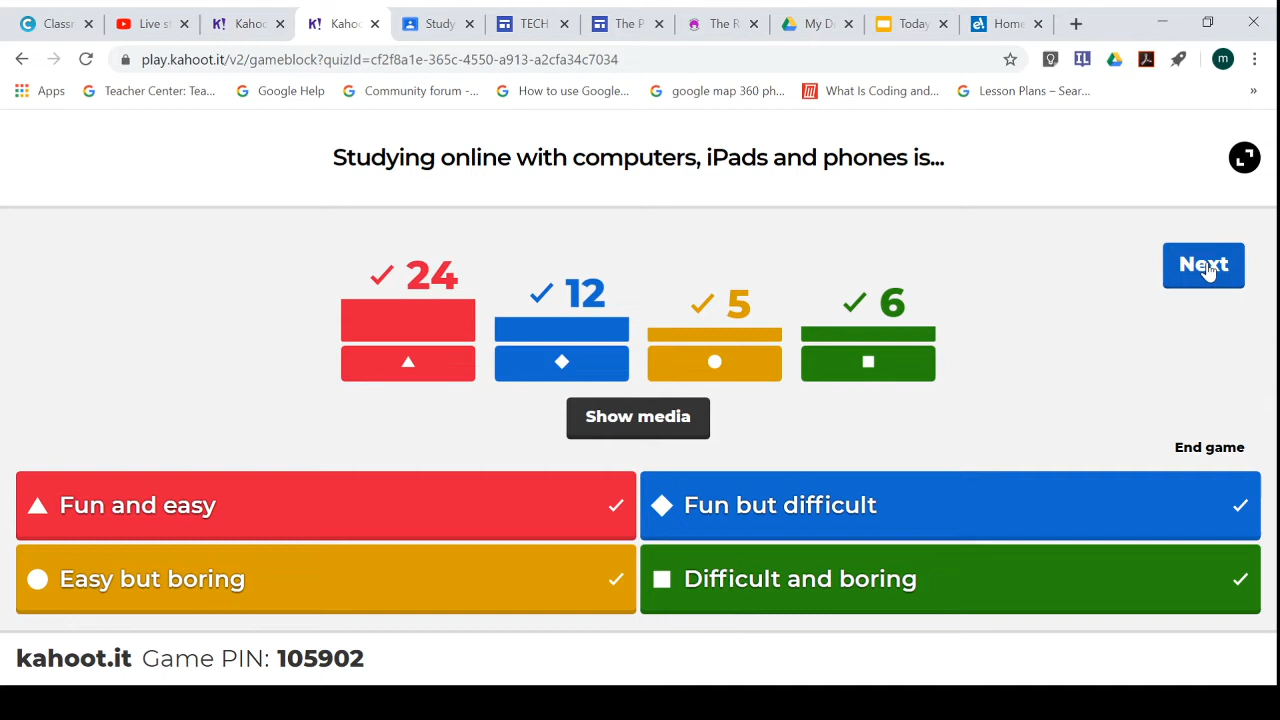 Classr
Live st
K! Kahoo
K! Kahoo
Study
TECH
The P
The R
My D
Today
Home
play.kahoot.it/v2/gameblock?quizId=cf2f8a1e-365c-4550-a913-a2cfa34c7034
IL
m
Apps
Teacher Center: Tea...
Google Help
Community forum -...
How to use Google...
google map 360 ph...
What Is Coding and...
Lesson Plans – Sear...
»
Studying online with computers, iPads and phones is...
24
12
5
6
Next
Show media
End game
Fun and easy
Fun but difficult
Easy but boring
Difficult and boring
kahoot.it Game PIN: 105902